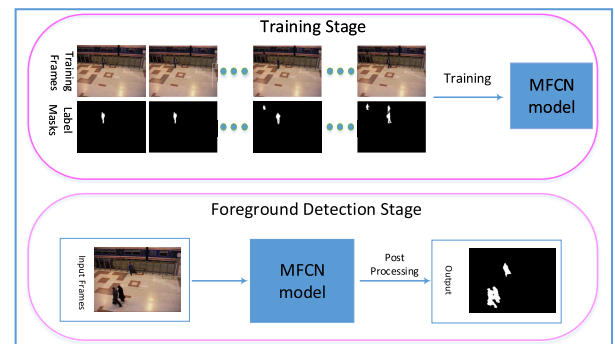 Training Stage
Training
Frames
Label
Masks
Training
MFCN
model
Foreground Detection Stage
Input Frames
MFCN
model
Post
Processing
Output